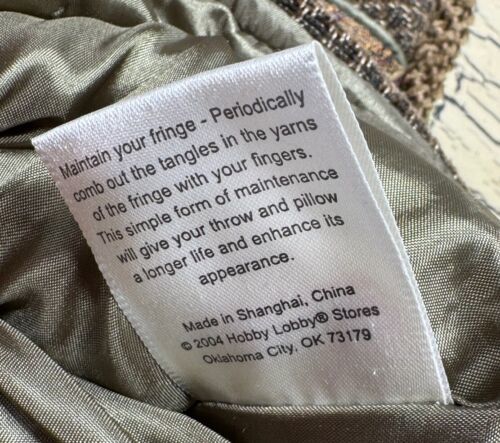 Maintain your fringe - Periodically
comb out the tangles in the yarns
of the fringe with your fingers.
This simple form of maintenance
will give your throw and pillow
a longer life and enhance its
appearance.
Made in Shanghai, China
© 2004 Hobby Lobby® Stores
Oklahoma City, OK 73179